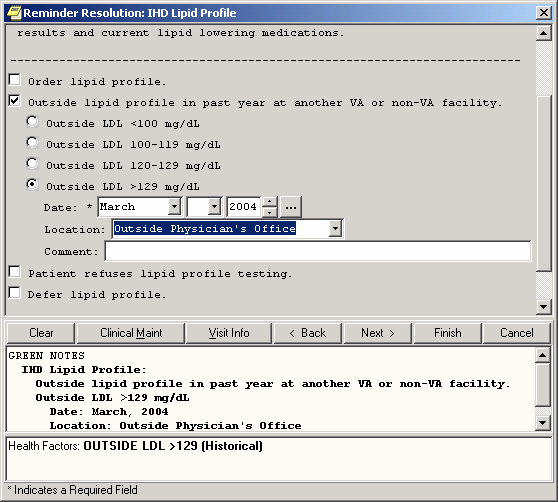 Reminder Resolution: IHD Lipid Profile
results and current lipid lowering medications.
--------------------------------------------------------------------------
Order lipid profile.
Outside lipid profile in past year at another VA or non-VA facility.
Outside LDL <100 mg/dL
Outside LDL 100-119 mg/dL
Outside LDL 120-129 mg/dL
Outside LDL >129 mg/dL
Date: * March 2004 ...
Location: Outside Physician's Office
Comment:
Patient refuses lipid profile testing.
Defer lipid profile.
Clear Clinical Maint Visit Info < Back Next > Finish Cancel
GREEN NOTES
IHD Lipid Profile:
Outside lipid profile in past year at another VA or non-VA facility.
Outside LDL >129 mg/dL
Date: March, 2004
Location: Outside Physician's Office
Health Factors: OUTSIDE LDL >129 (Historical)
* Indicates a Required Field